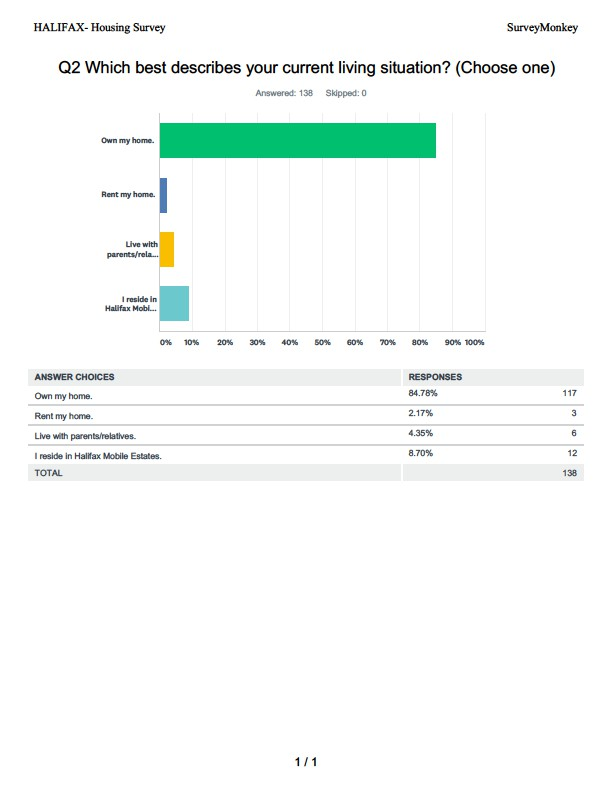 HALIFAX- Housing Survey SurveyMonkey
Q2 Which best describes your current living situation? (Choose one)
Answered: 138 Skipped: 0
Own my home.
Rent my home.
Live with
parents/rela...
I reside in
Halifax Mobi...
0% 10% 20% 30% 40% 50% 60% 70% 80% 90% 100%
ANSWER CHOICES RESPONSES
Own my home. 84.78% 117
Rent my home. 2.17% 3
Live with parents/relatives. 4.35% 6
I reside in Halifax Mobile Estates. 8.70% 12
TOTAL 138
1 / 1